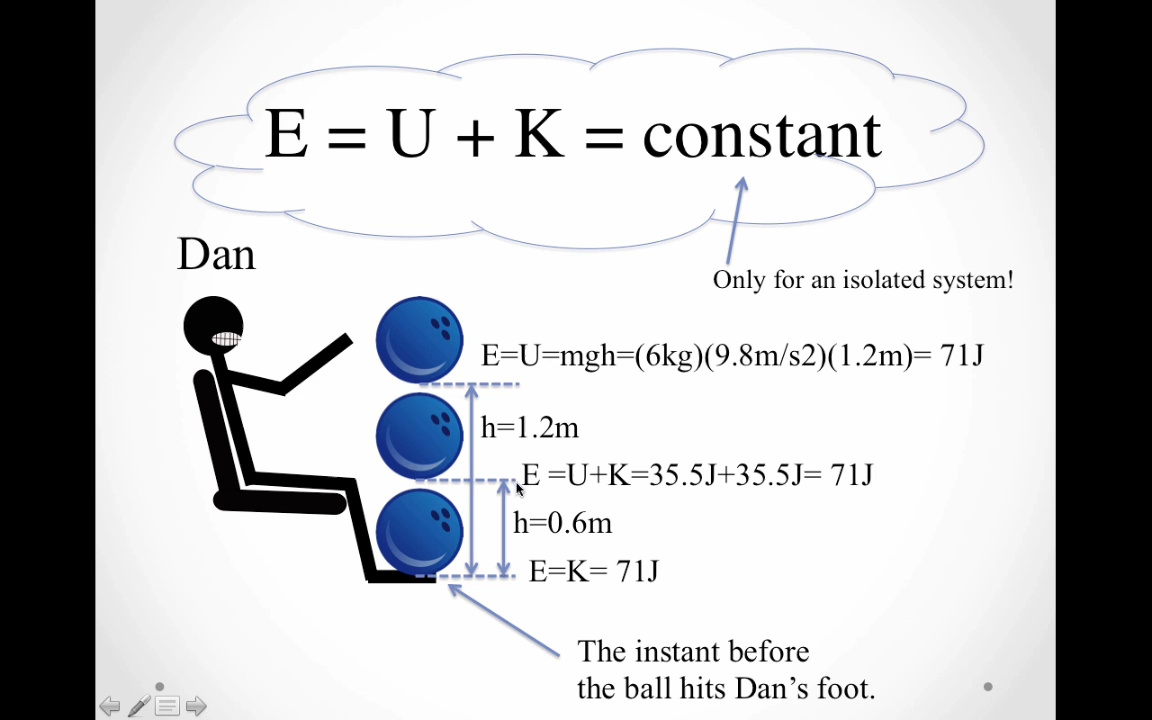 E = U + K = constant
Dan
Only for an isolated system!
E=U=mgh=(6kg)(9.8m/s2)(1.2m)= 71J
h=1.2m
E =U+K=35.5J+35.5J= 71J
h=0.6m
E=K= 71J
The instant before
the ball hits Dan’s foot.